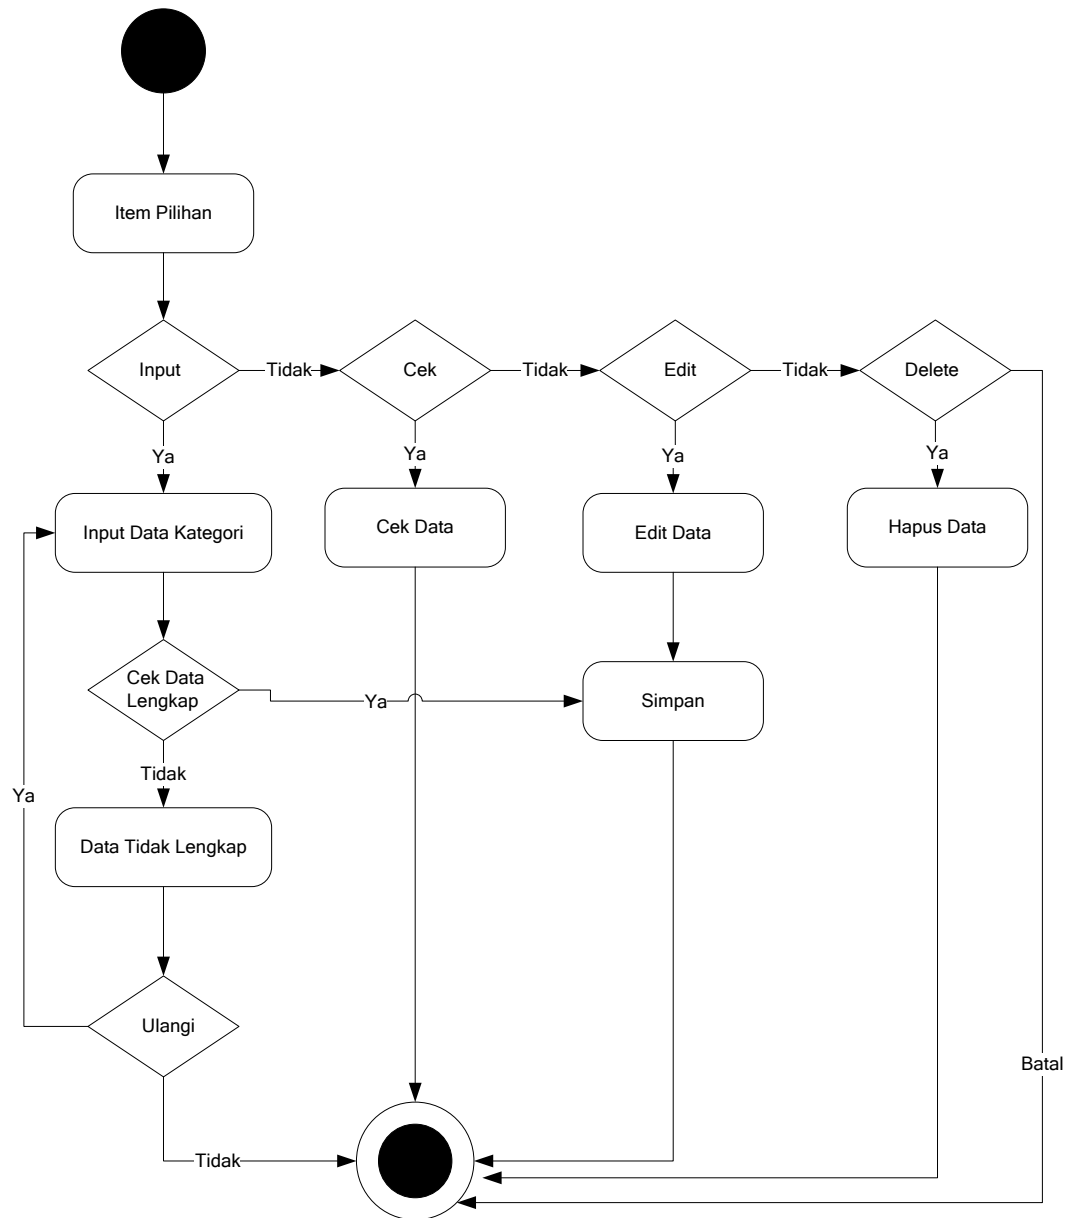 Item Pilihan
Input
Tidak
Cek
Tidak
Edit
Tidak
Delete
Ya
Ya
Ya
Ya
Input Data Kategori
Cek Data
Edit Data
Hapus Data
Cek Data
Lengkap
Ya
Simpan
Tidak
Ya
Data Tidak Lengkap
Ulangi
Batal
Tidak